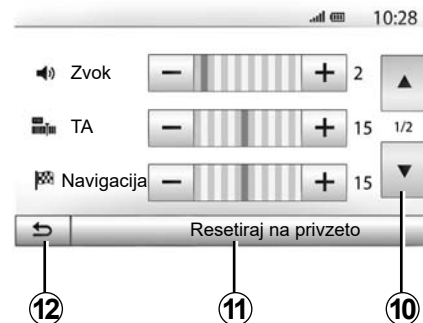 10:28
Zvok − + 2 ▲
TA − + 15 1/2
Navigacija − + 15 ▼
Resetiraj na privzeto
12 11 10